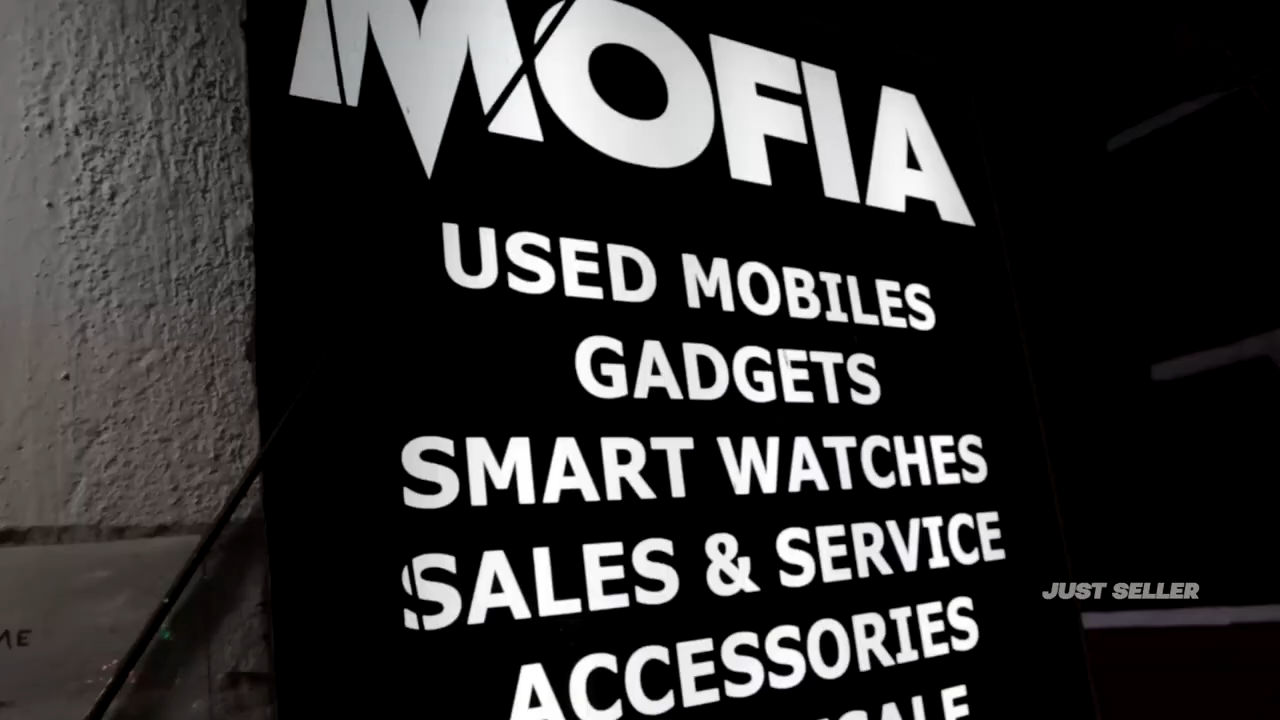 MOFIA
USED MOBILES
GADGETS
SMART WATCHES
SALES & SERVICE
JUST SELLER
ACCESSORIES